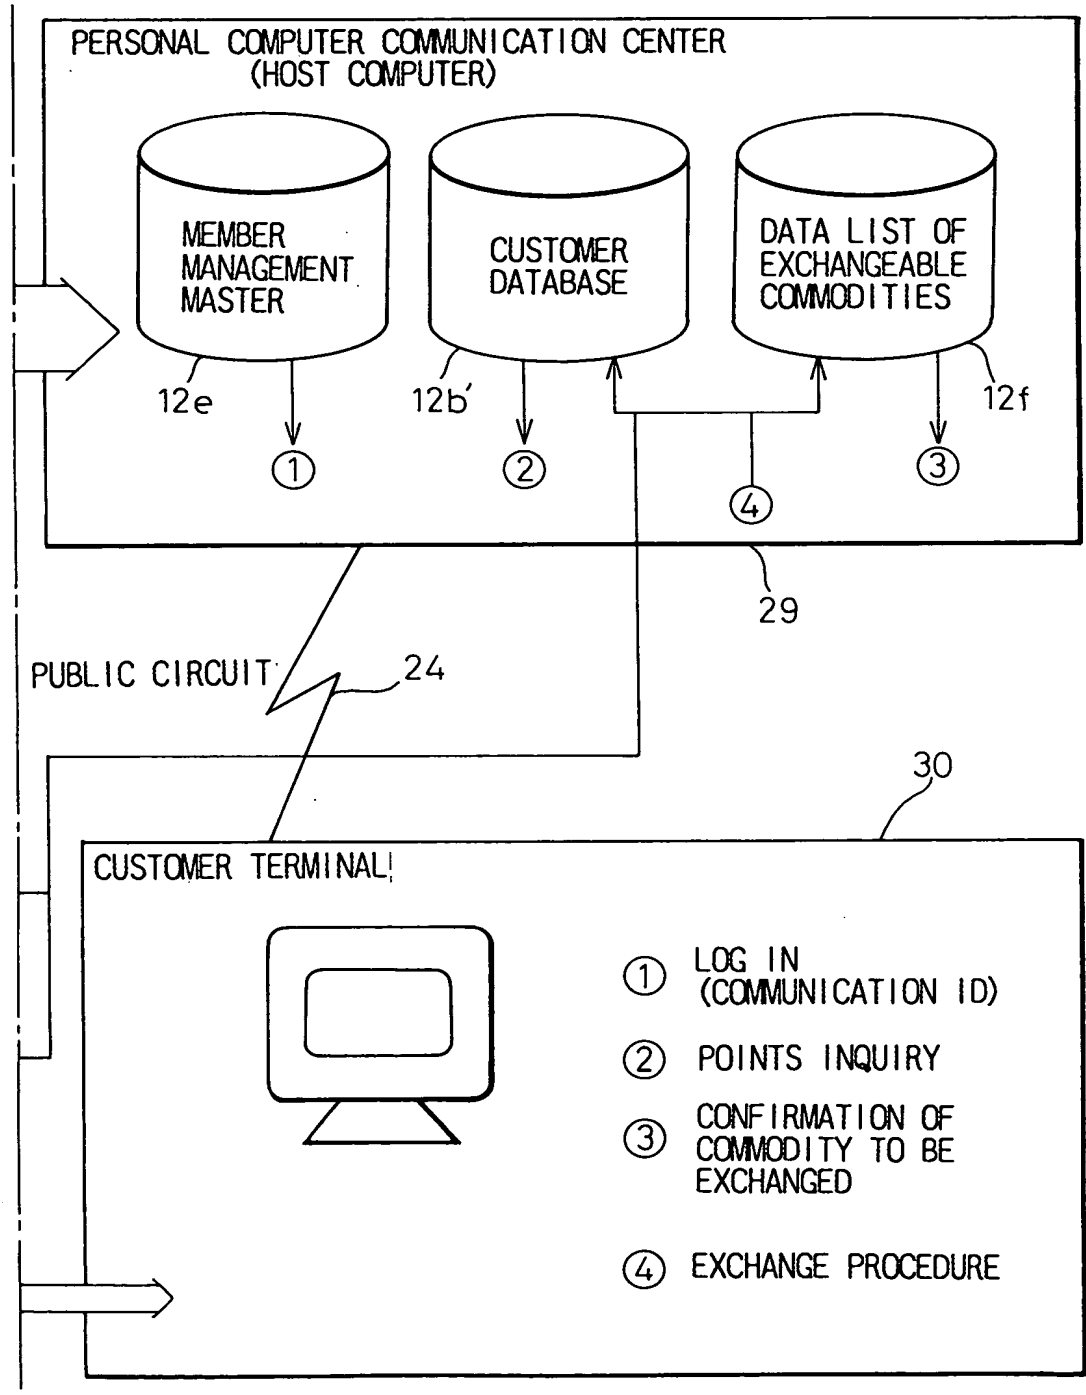 PERSONAL COMPUTER COMMUNICATION CENTER
(HOST COMPUTER)
MEMBER
MANAGEMENT
MASTER
CUSTOMER
DATABASE
DATA LIST OF
EXCHANGEABLE
COMMODITIES
12e
12b'
12f
①
②
③
④
29
PUBLIC CIRCUIT
24
30
CUSTOMER TERMINAL
① LOG IN
(COMMUNICATION ID)
② POINTS INQUIRY
③ CONFIRMATION OF
COMMODITY TO BE
EXCHANGED
④ EXCHANGE PROCEDURE